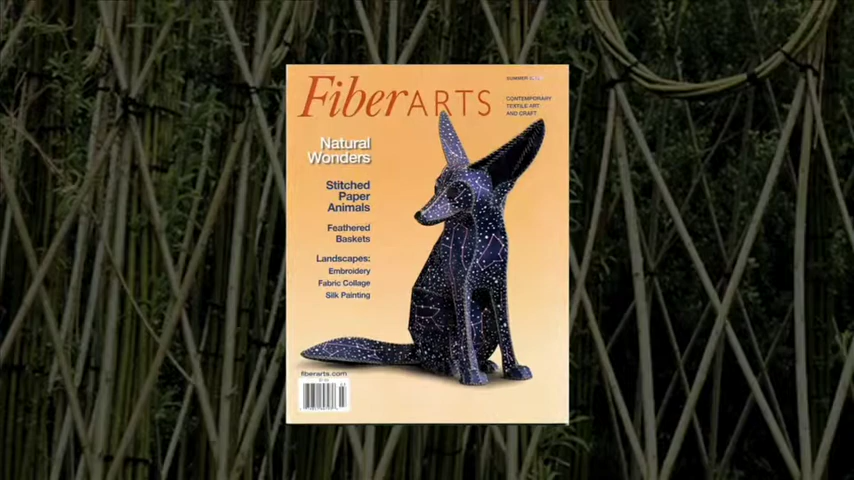 FiberARTS
SUMMER
CONTEMPORARY
TEXTILE ART
AND CRAFT
Natural
Wonders
Stitched
Paper
Animals
Feathered
Baskets
Landscapes:
Embroidery
Fabric Collage
Silk Painting
fiberarts.com